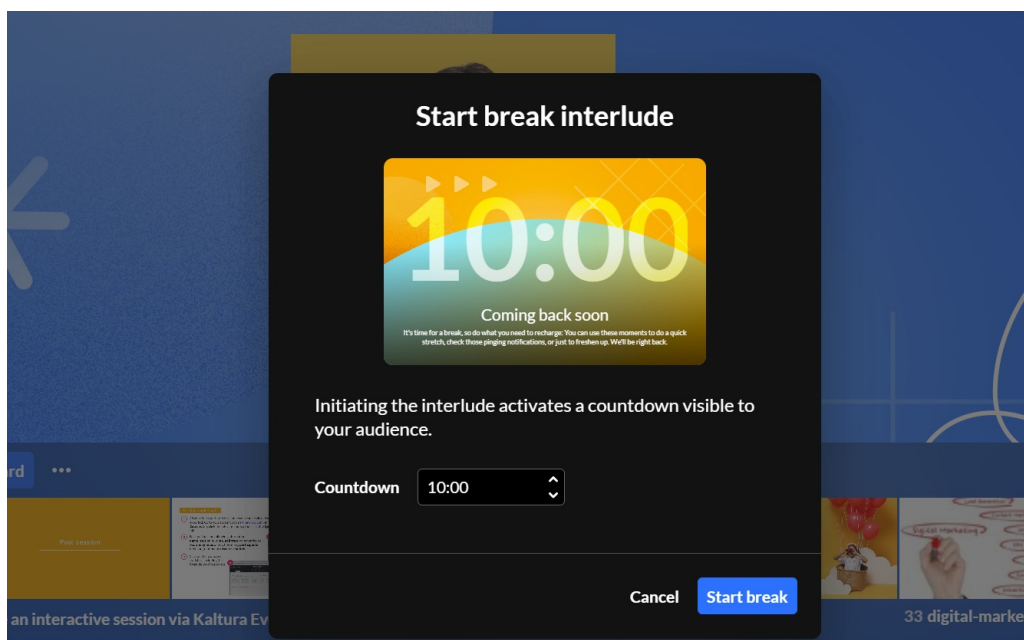 Start break interlude
10:00
Coming back soon
It's time for a break, so do what you need to recharge: You can use these moments to do a quick
stretch, check those pinging notifications, or just to freshen up. We'll be right back.
Initiating the interlude activates a countdown visible to
your audience.
rd
Countdown 10:00
Post session
Digital Marketing
Cancel Start break
an interactive session via Kaltura Ev
33 digital-marke